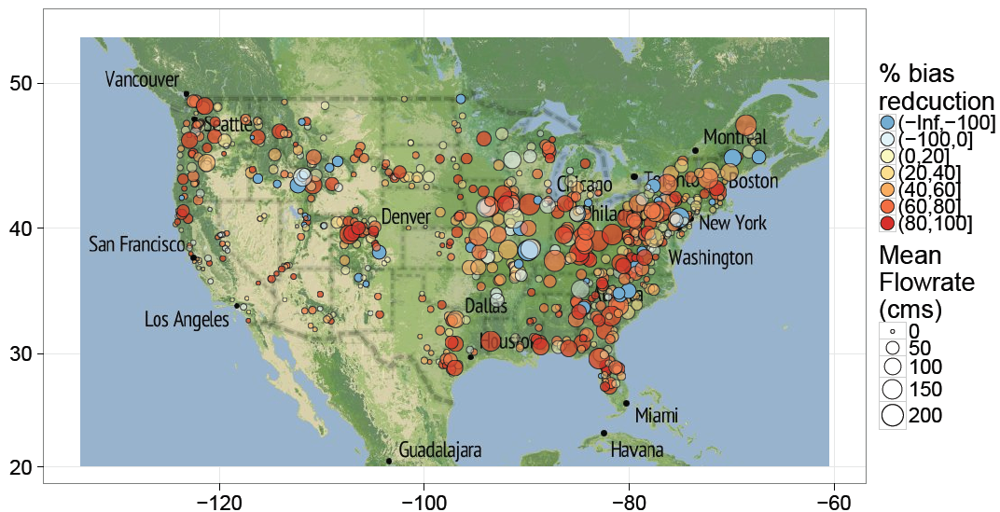 50
40
30
20
−120
−100
−80
−60
Vancouver
Seattle
Montreal
Chicago
Boston
Denver
New York
San Francisco
Washington
Dallas
Los Angeles
Houston
Miami
Guadalajara
Havana
% bias
redcuction
(−Inf,−100]
(−100,0]
(0,20]
(20,40]
(40,60]
(60,80]
(80,100]
Mean
Flowrate
(cms)
0
50
100
150
200